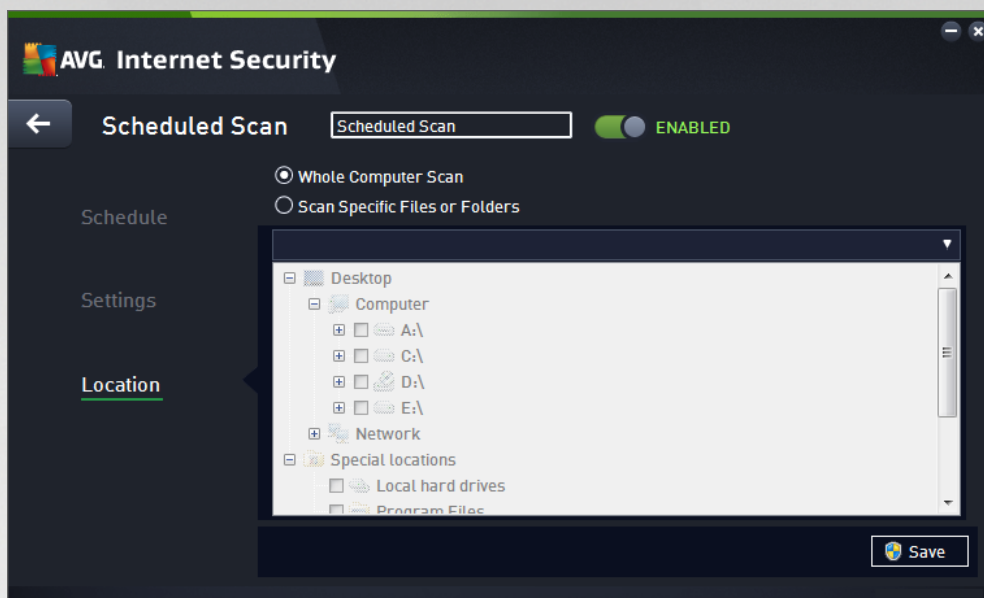 AVG. Internet Security
Scheduled Scan
Scheduled Scan
ENABLED
Whole Computer Scan
Scan Specific Files or Folders
Schedule
Settings
Location
Desktop
Computer
A:\
C:\
D:\
E:\
Network
Special locations
Local hard drives
Program Files
Save